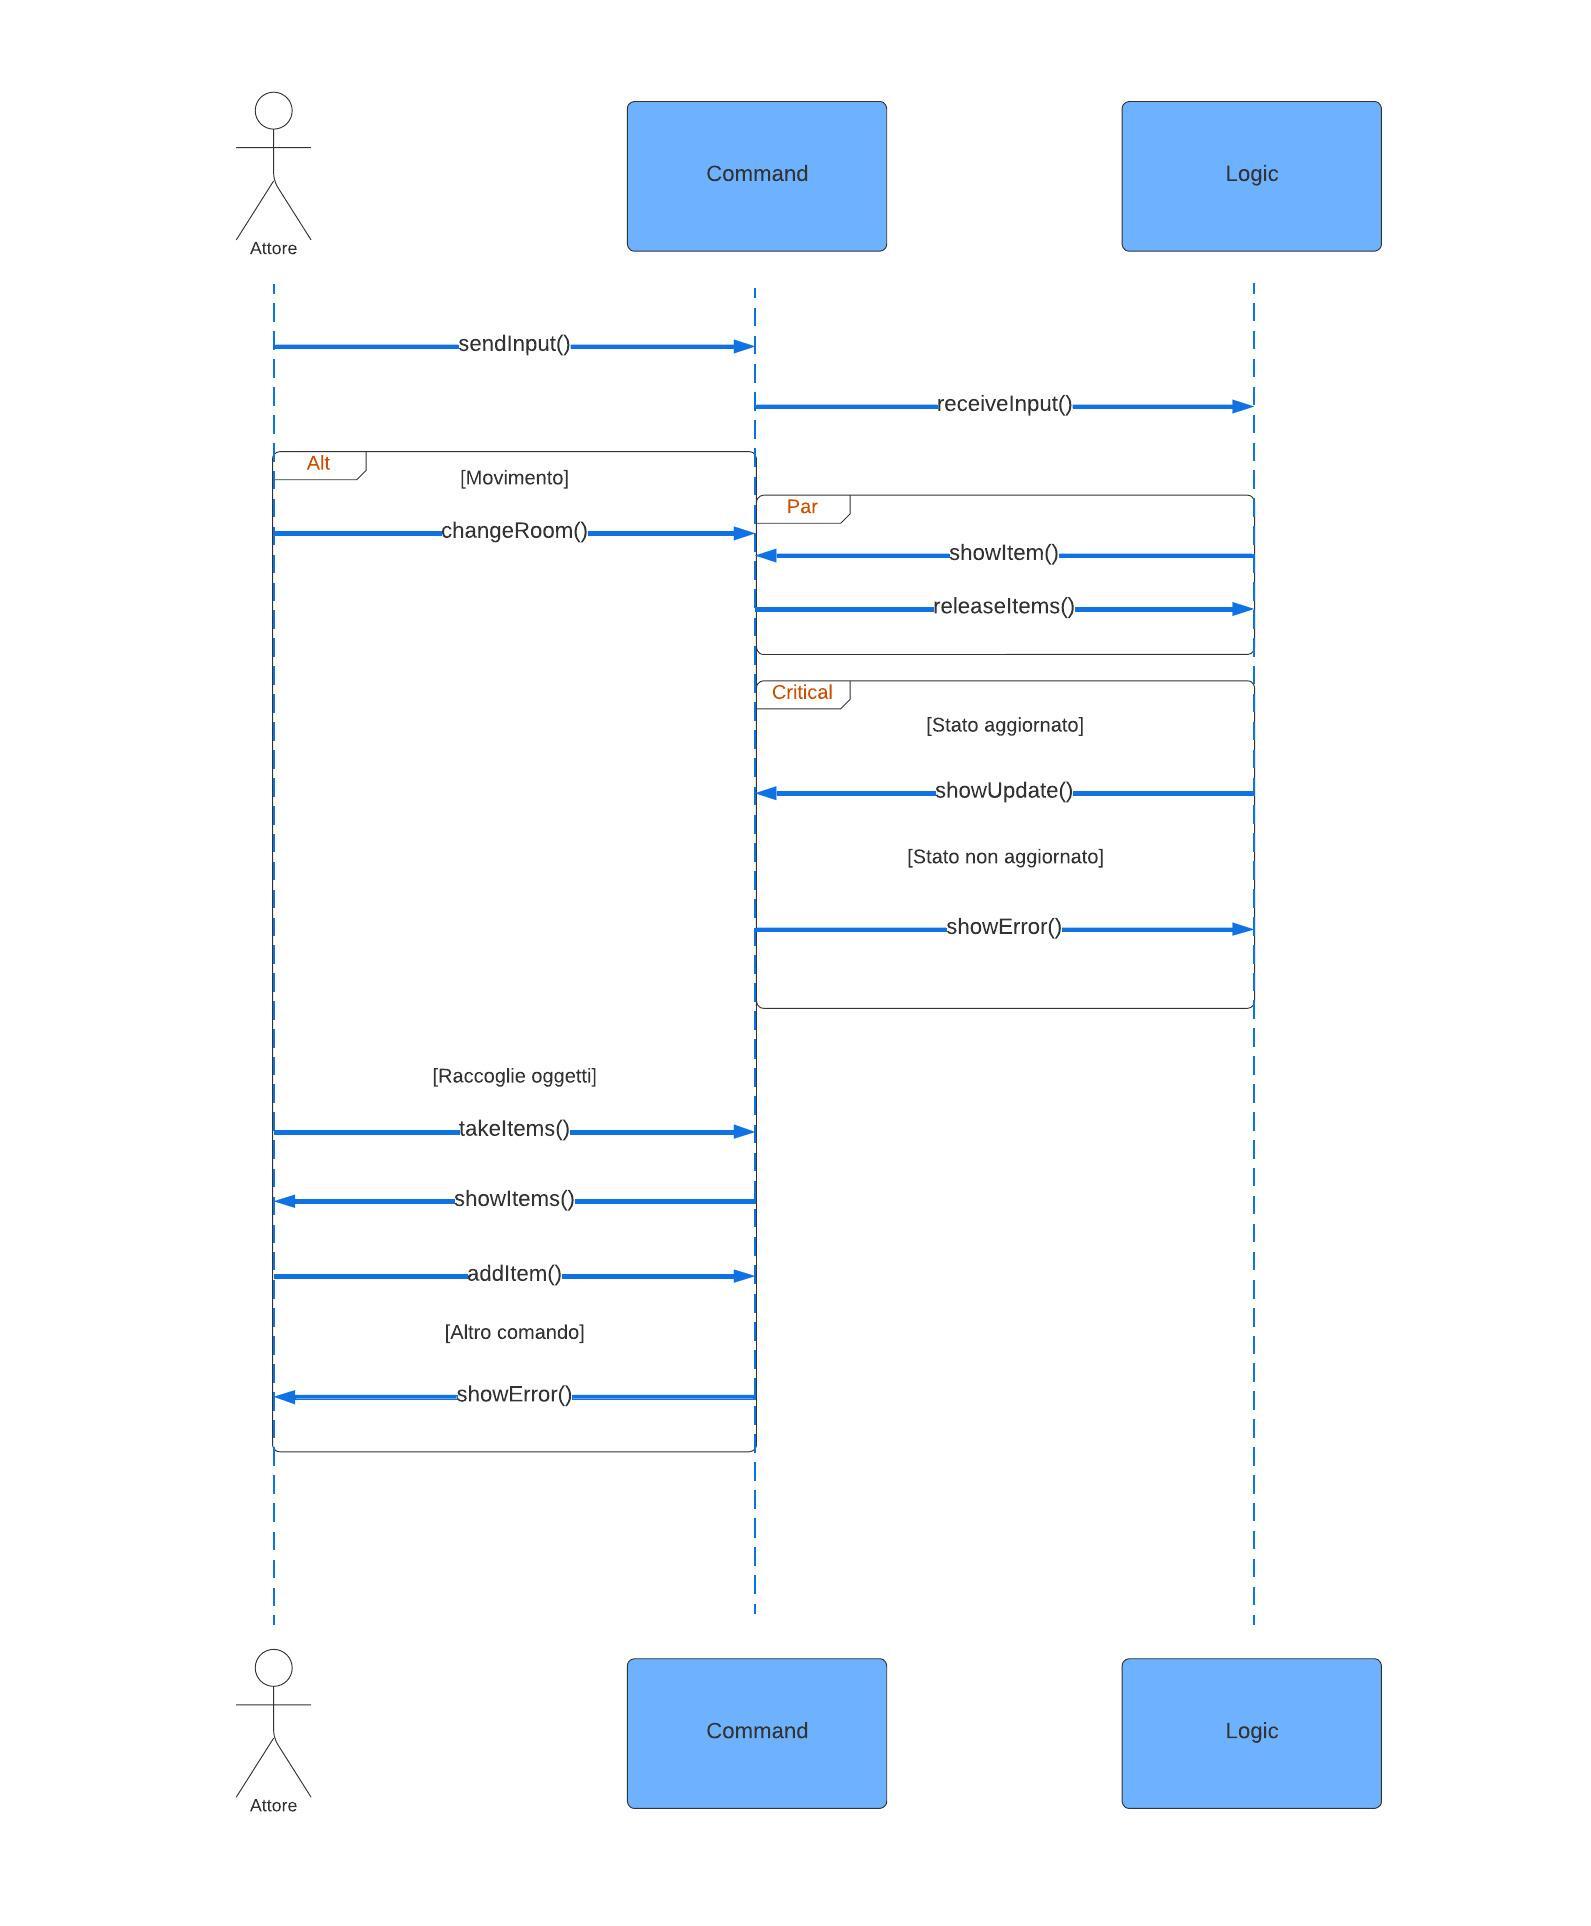 Attore
Command
Logic
sendInput()
receiveInput()
Alt
[Movimento]
Par
changeRoom()
showItem()
releaseItems()
Critical
[Stato aggiornato]
showUpdate()
[Stato non aggiornato]
showError()
[Raccoglie oggetti]
takeItems()
showItems()
addItem()
[Altro comando]
showError()
Attore
Command
Logic